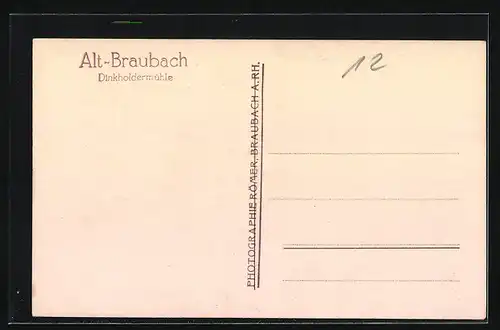 Alt-Braubach
Dinkholdermühle
PHOTOGRAPHIE RÖMER, BRAUBACH A. RH.
12